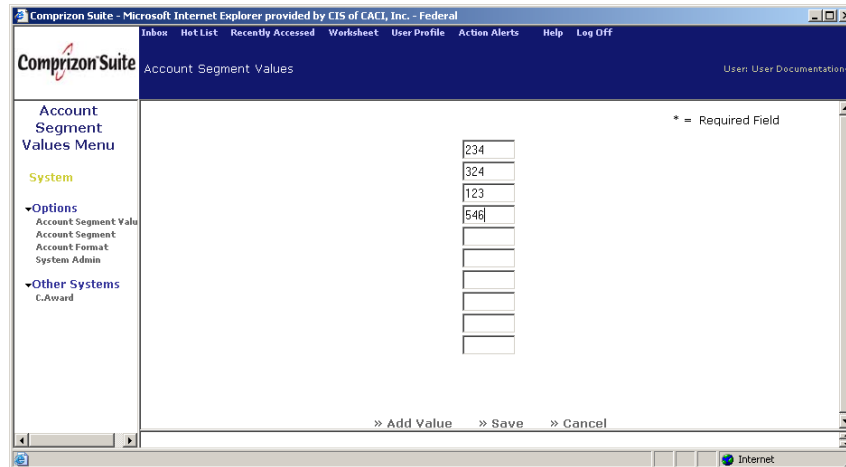 Comprizon Suite - Microsoft Internet Explorer provided by CIS of CACI, Inc. - Federal
Inbox Hot List Recently Accessed Worksheet User Profile Action Alerts Help Log Off
Comprizon Suite
Account Segment Values
User: User Documentation
Account
Segment
Values Menu
* = Required Field
234
324
123
546
System
Options
Account Segment Valu
Account Segment
Account Format
System Admin
Other Systems
C.Award
» Add Value » Save » Cancel
Internet